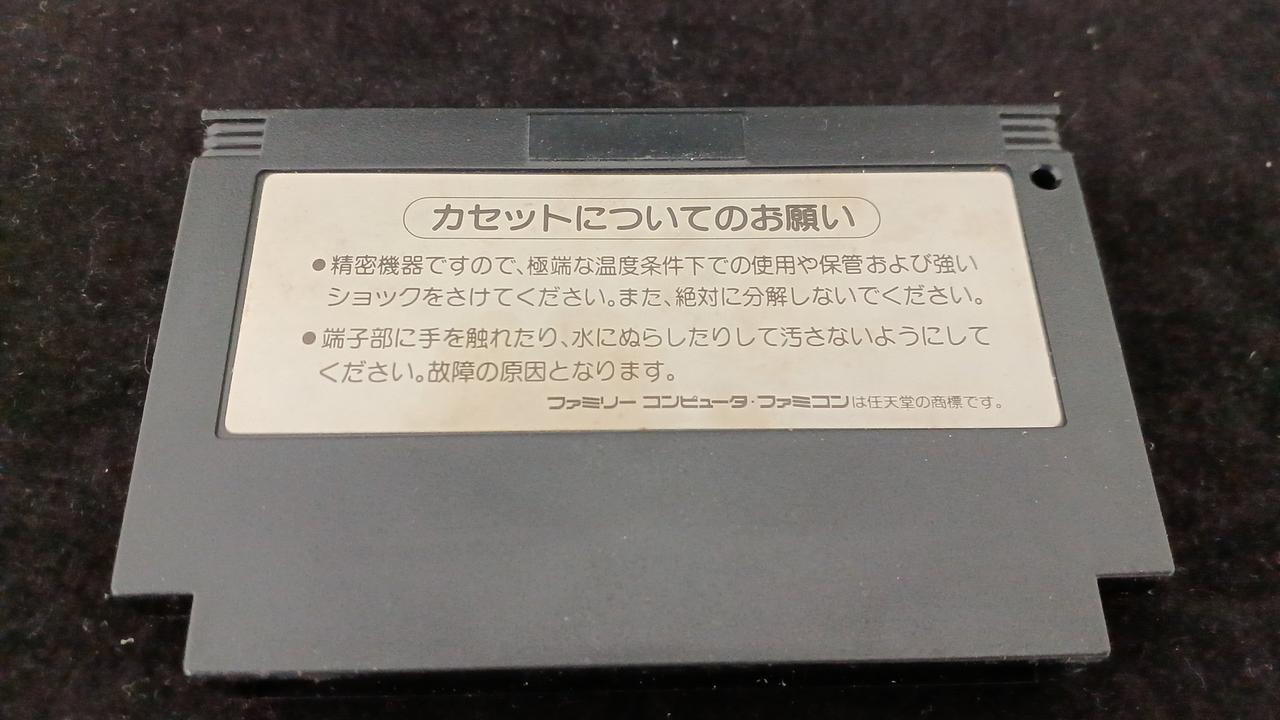 カセットについてのお願い
●精密機器ですので、極端な温度条件下での使用や保管および強い
ショックをさけてください。また、絶対に分解しないでください。
●端子部に手を触れたり、水にぬらしたりして汚さないようにして
ください。故障の原因となります。
ファミリー コンピュータ・ファミコンは任天堂の商標です。